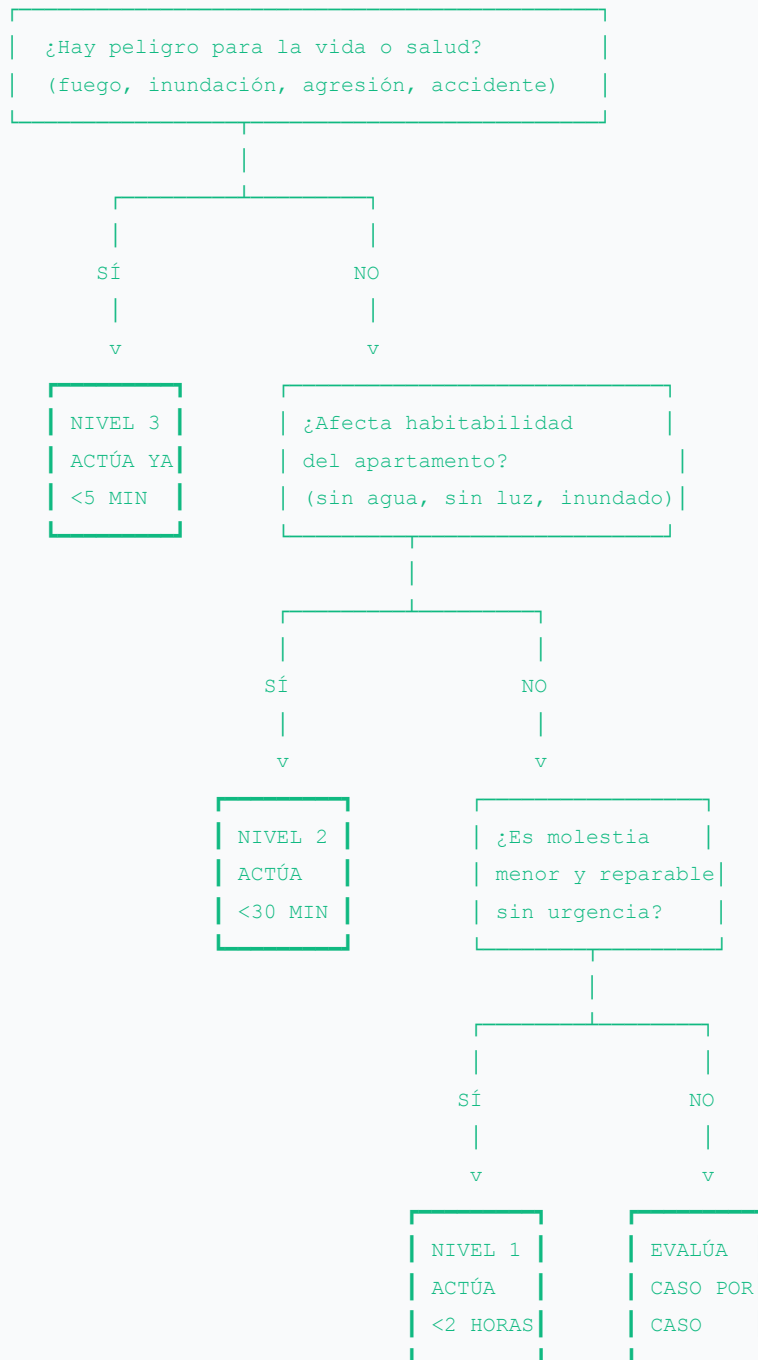 ¿Hay peligro para la vida o salud?
(fuego, inundación, agresión, accidente)
SÍ NO
v v
NIVEL 3
ACTÚA YA
<5 MIN
¿Afecta habitabilidad
del apartamento?
(sin agua, sin luz, inundado)
SÍ NO
v v
NIVEL 2
ACTÚA
<30 MIN
¿Es molestia
menor y reparable
sin urgencia?
SÍ NO
v v
NIVEL 1
ACTÚA
<2 HORAS
EVALÚA
CASO POR
CASO